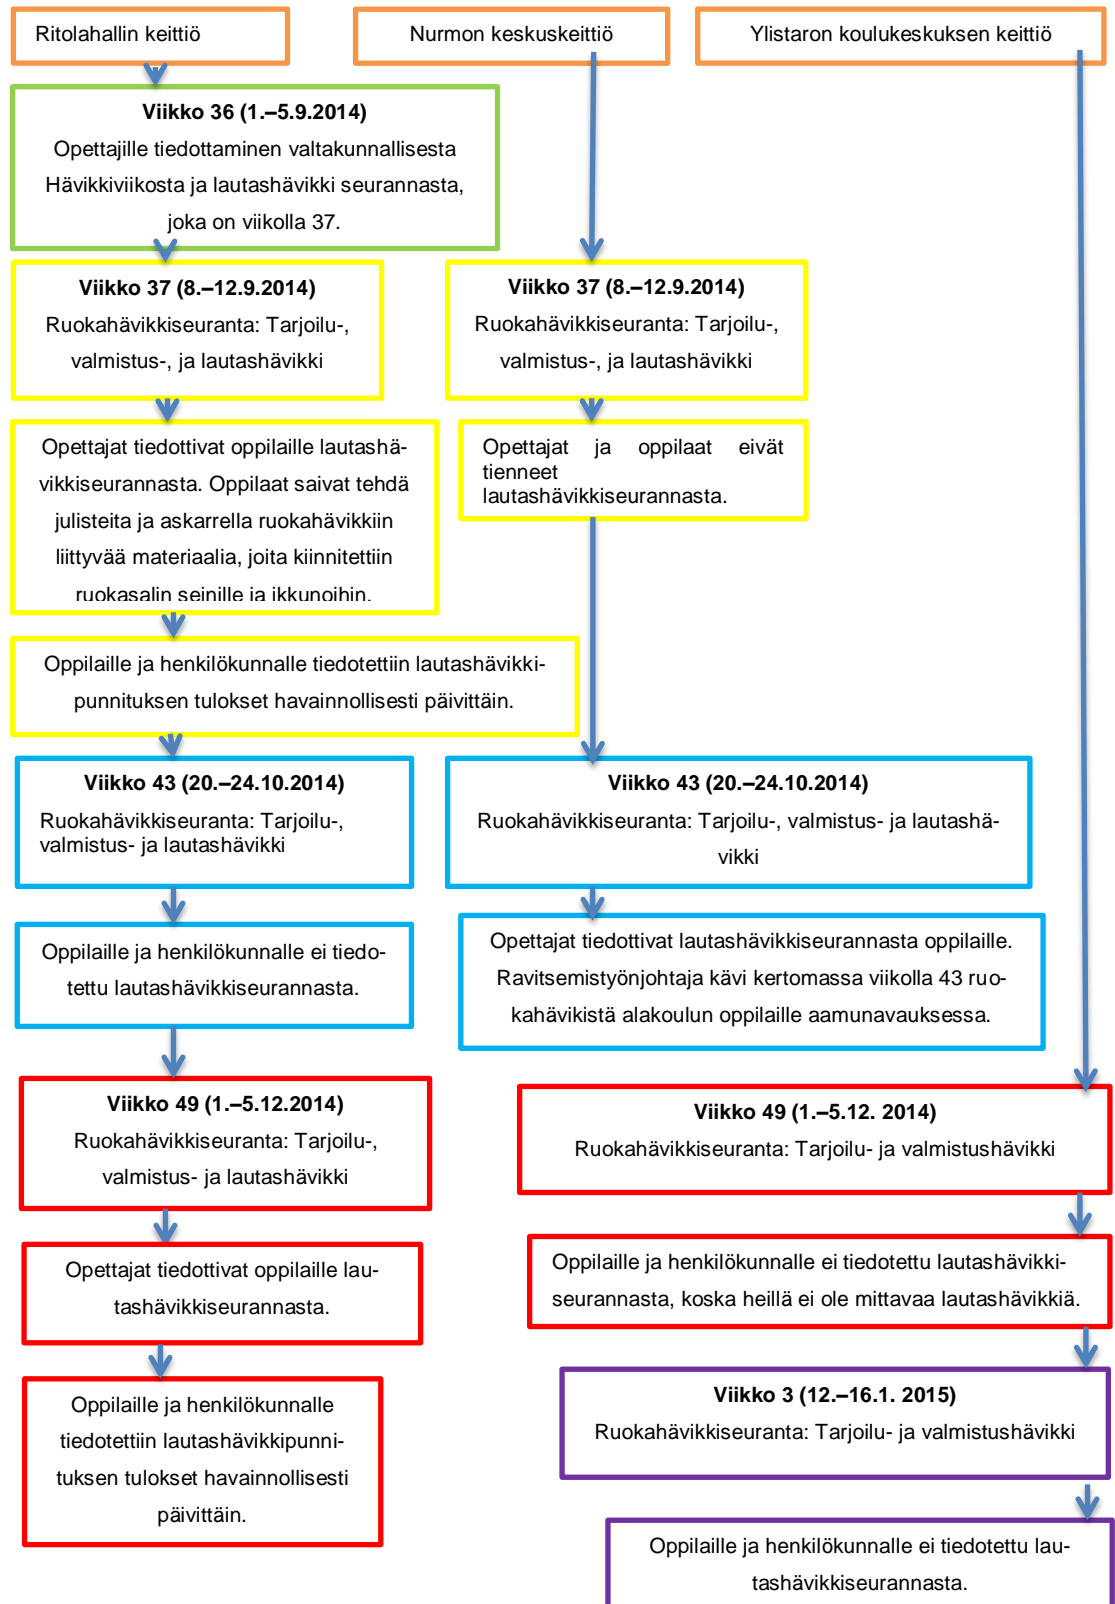 Ritolahallin keittiö
Nurmon keskuskeittiö
Ylistaron koulukeskuksen keittiö
Viikko 36 (1.–5.9.2014)
Opettajille tiedottaminen valtakunnallisesta
Hävikkiviikosta ja lautashävikki seurannasta,
joka on viikolla 37.
Viikko 37 (8.–12.9.2014)
Ruokahävikkiseuranta: Tarjoilu-,
valmistus-, ja lautashävikki
Viikko 37 (8.–12.9.2014)
Ruokahävikkiseuranta: Tarjoilu-,
valmistus-, ja lautashävikki
Opettajat tiedottivat oppilaille lautashä-
vikkiseurannasta. Oppilaat saivat tehdä
julisteita ja askarrella ruokahävikkiin
liittyvää materiaalia, joita kiinnitettiin
ruokasalin seinille ja ikkunoihin.
Opettajat ja oppilaat eivät
tienneet
lautashävikkiseurannasta.
Oppilaille ja henkilökunnalle tiedotettiin lautashävikki-
punnituksen tulokset havainnollisesti päivittäin.
Viikko 43 (20.–24.10.2014)
Ruokahävikkiseuranta: Tarjoilu-,
valmistus- ja lautashävikki
Viikko 43 (20.–24.10.2014)
Ruokahävikkiseuranta: Tarjoilu-, valmistus- ja lautashä-
vikki
Oppilaille ja henkilökunnalle ei tiedo-
tettu lautashävikkiseurannasta.
Opettajat tiedottivat lautashävikkiseurannasta oppilaille.
Ravitsemistyönjohtaja kävi kertomassa viikolla 43 ruo-
kahävikistä alakoulun oppilaille aamunavauksessa.
Viikko 49 (1.–5.12.2014)
Ruokahävikkiseuranta: Tarjoilu-,
valmistus- ja lautashävikki
Viikko 49 (1.–5.12. 2014)
Ruokahävikkiseuranta: Tarjoilu- ja valmistushävikki
Opettajat tiedottivat oppilaille lau-
tashävikkiseurannasta.
Oppilaille ja henkilökunnalle ei tiedotettu lautashävikki-
seurannasta, koska heillä ei ole mittavaa lautashävikkiä.
Oppilaille ja henkilökunnalle
tiedotettiin lautashävikkipunni-
tuksen tulokset havainnollisesti
päivittäin.
Viikko 3 (12.–16.1. 2015)
Ruokahävikkiseuranta: Tarjoilu- ja valmistushävikki
Oppilaille ja henkilökunnalle ei tiedotettu lau-
tashävikkiseurannasta.